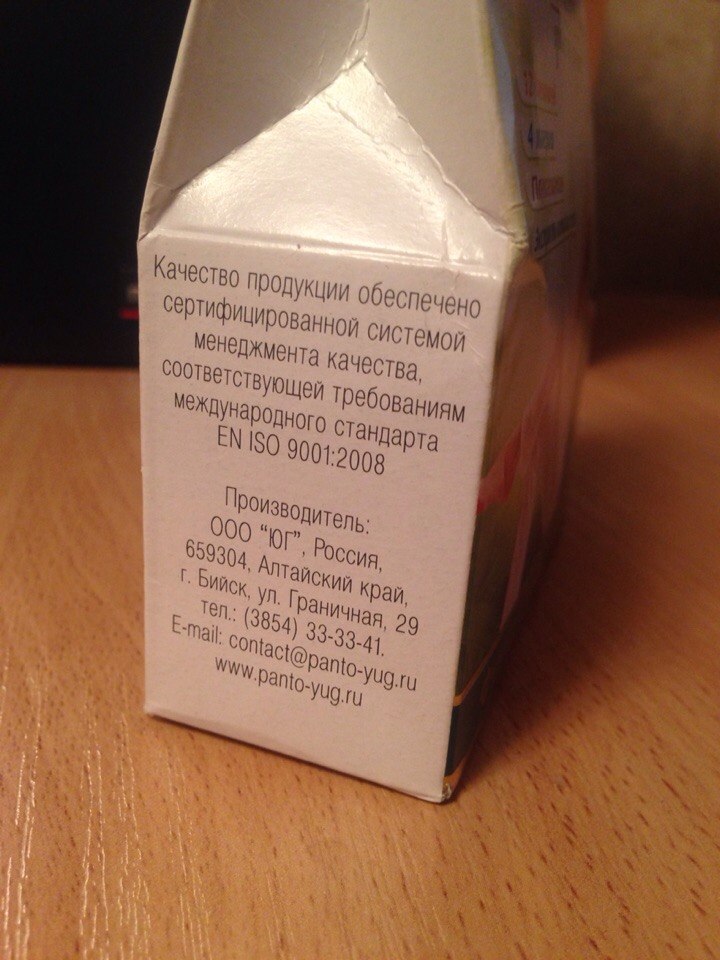 Качество продукции обеспечено
сертифицированной системой
менеджмента качества,
соответствующей требованиям
международного стандарта
EN ISO 9001:2008
Производитель:
ООО "ЮГ", Россия,
659304, Алтайский край,
г. Бийск, ул. Граничная, 29
тел.: (3854) 33-33-41.
E-mail: contact@panto-yug.ru
www.panto-yug.ru